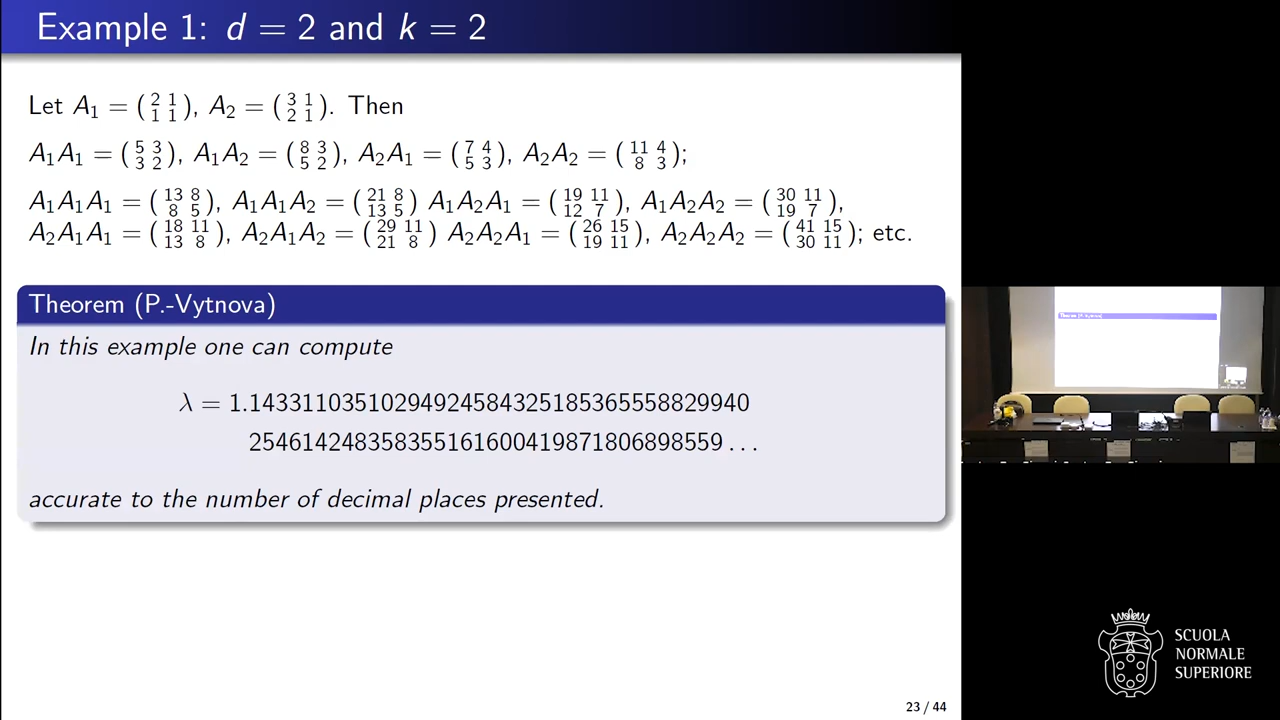 Example 1: d = 2 and k = 2
Let A₁ = (2 1 / 1 1), A₂ = (3 1 / 2 1). Then
A₁A₁ = (5 3 / 3 2), A₁A₂ = (8 3 / 5 2), A₂A₁ = (7 4 / 5 3), A₂A₂ = (11 4 / 8 3);
A₁A₁A₁ = (13 8 / 8 5), A₁A₁A₂ = (21 8 / 13 5) A₁A₂A₁ = (19 11 / 12 7), A₁A₂A₂ = (30 11 / 19 7),
A₂A₁A₁ = (18 11 / 13 8), A₂A₁A₂ = (29 11 / 21 8) A₂A₂A₁ = (26 15 / 19 11), A₂A₂A₂ = (41 15 / 30 11); etc.
Theorem (P.-Vytnova)
In this example one can compute
λ = 1.1433110351029492458432518536555882994​0
25461424835835516160041987180689855​9 . . .
accurate to the number of decimal places presented.
Theorem (P.-Vytnova)
SCUOLA
NORMALE
SUPERIORE
23 / 44